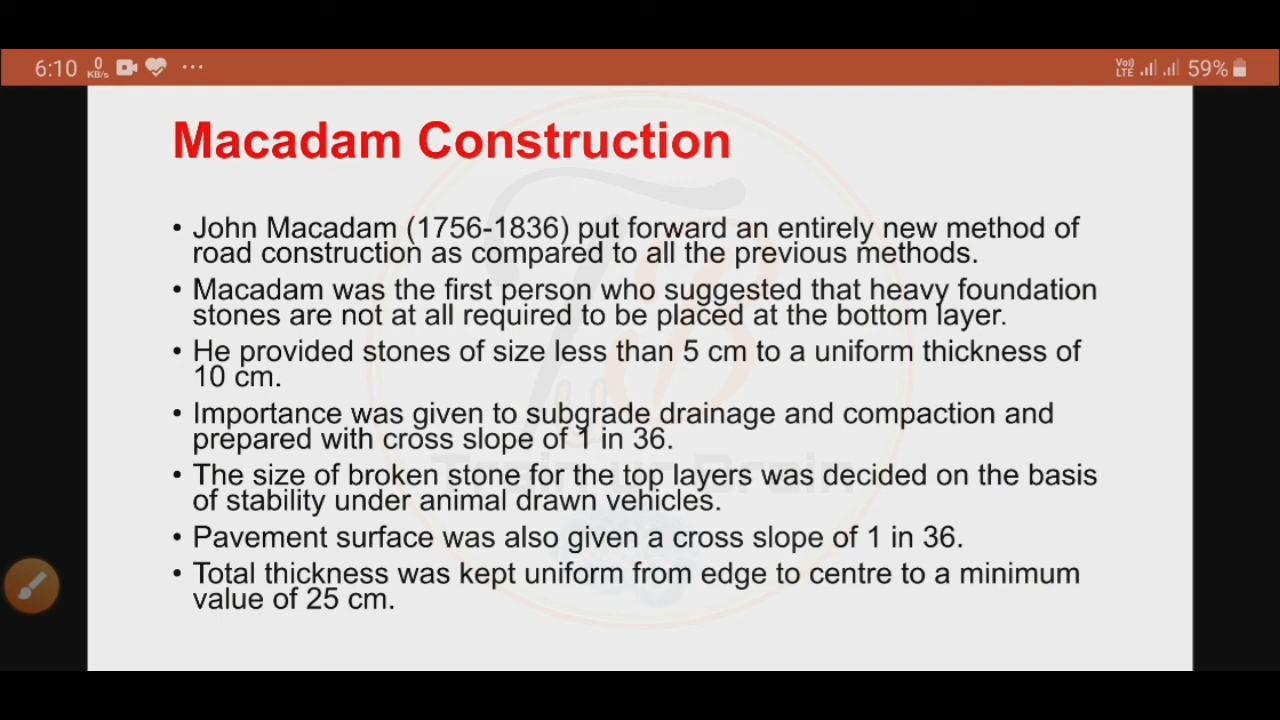 6:10 0 KB/s ... Vo)) LTE 59%
Macadam Construction
• John Macadam (1756-1836) put forward an entirely new method of
road construction as compared to all the previous methods.
• Macadam was the first person who suggested that heavy foundation
stones are not at all required to be placed at the bottom layer.
• He provided stones of size less than 5 cm to a uniform thickness of
10 cm.
• Importance was given to subgrade drainage and compaction and
prepared with cross slope of 1 in 36.
• The size of broken stone for the top layers was decided on the basis
of stability under animal drawn vehicles.
• Pavement surface was also given a cross slope of 1 in 36.
• Total thickness was kept uniform from edge to centre to a minimum
value of 25 cm.